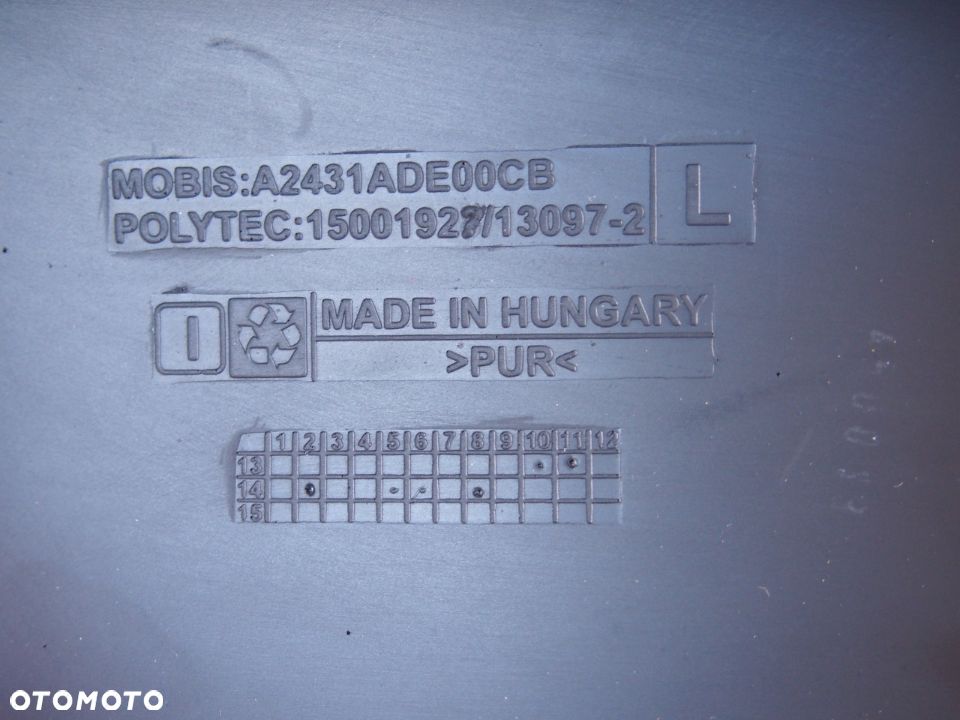 MOBIS:A2431ADE00CB
POLYTEC:15001927/13097-2
L
I
MADE IN HUNGARY
>PUR<
1 2 3 4 5 6 7 8 9 10 11 12
13
14
15
OTOMOTO